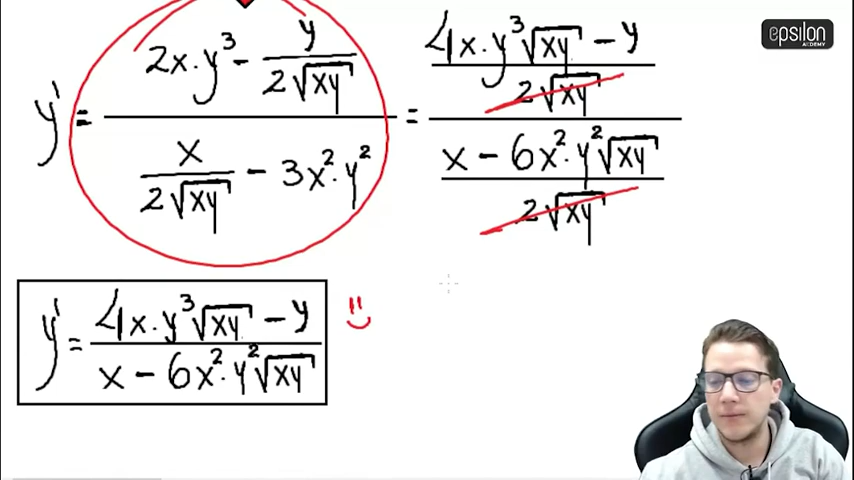 epsilon
ACADEMY
y' = (2x·y³ - y/(2√xy)) / (x/(2√xy) - 3x²·y²) = ((4x·y³√xy - y)/(2√xy)) / ((x - 6x²·y²√xy)/(2√xy))
y' = (4x·y³√xy - y)/(x - 6x²·y²√xy)